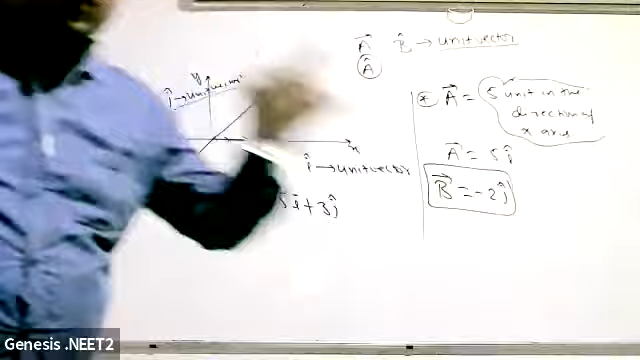 A⃗ B̂ → unit vector
Â
y
ĵ → unit vector
x
î → unit vector
5î + 3ĵ
* A⃗ = 5 unit in the
direction of
x axis
A⃗ = 5î
B⃗ = -2ĵ
Genesis .NEET2